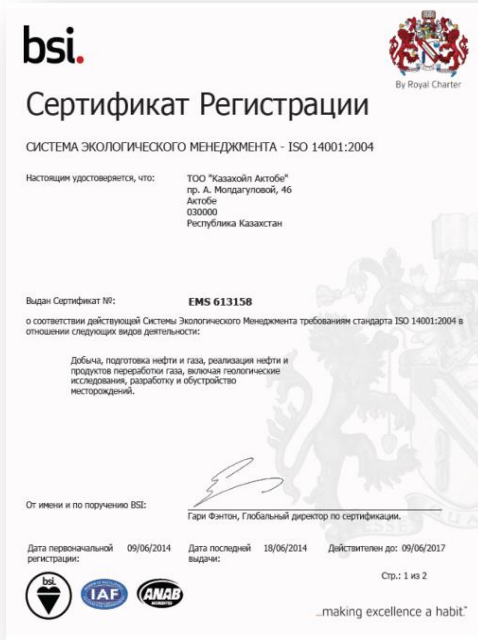 bsi.
By Royal Charter
Сертификат Регистрации
СИСТЕМА ЭКОЛОГИЧЕСКОГО МЕНЕДЖМЕНТА - ISO 14001:2004
Настоящим удостоверяется, что:
ТОО "Казахойл Актобе"
пр. А. Молдагуловой, 46
Актобе
030000
Республика Казахстан
Выдан Сертификат №:
EMS 613158
о соответствии действующей Системы Экологического Менеджмента требованиям стандарта ISO 14001:2004 в
отношении следующих видов деятельности:
Добыча, подготовка нефти и газа, реализация нефти и
продуктов переработки газа, включая геологические
исследования, разработку и обустройство
месторождений.
От имени и по поручению BSI:
Гари Фэнтон, Глобальный директор по сертификации.
Дата первоначальной
регистрации:
09/06/2014
Дата последней
выдачи:
18/06/2014
Действителен до: 09/06/2017
Стр.: 1 из 2
bsi.
IAF
ANAB
ACCREDITED
...making excellence a habit.™